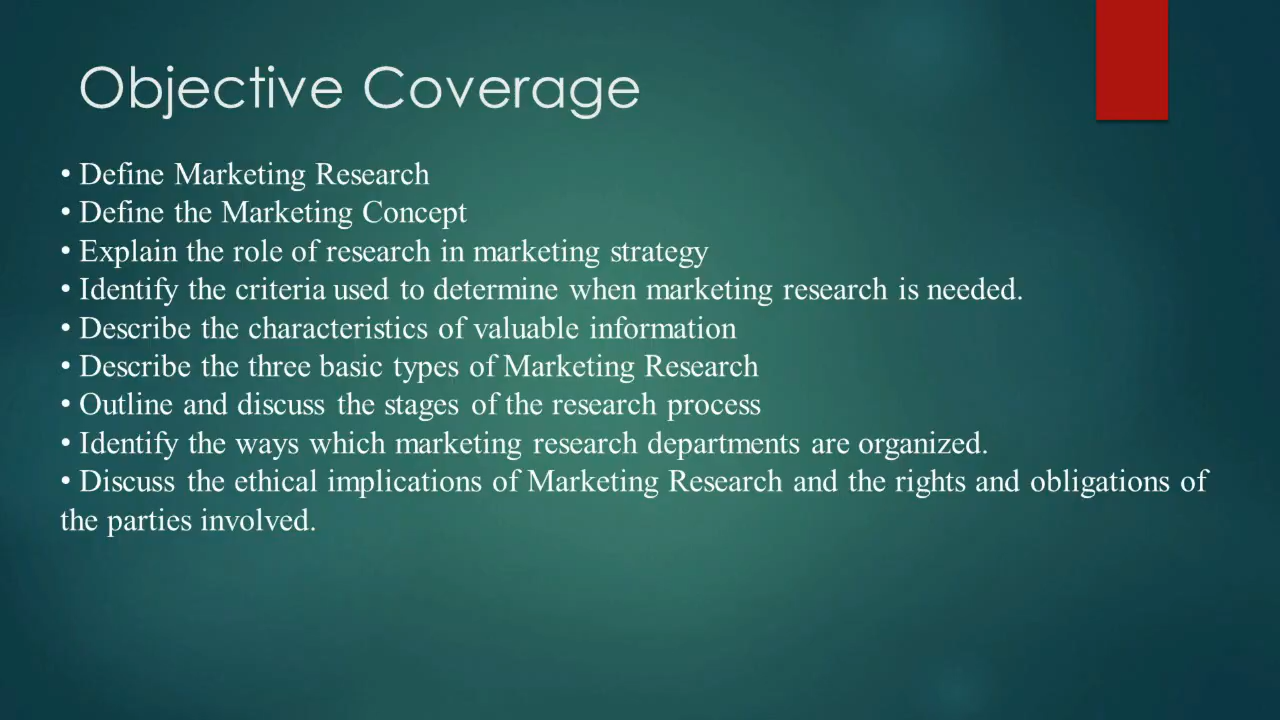 Objective Coverage
• Define Marketing Research
• Define the Marketing Concept
• Explain the role of research in marketing strategy
• Identify the criteria used to determine when marketing research is needed.
• Describe the characteristics of valuable information
• Describe the three basic types of Marketing Research
• Outline and discuss the stages of the research process
• Identify the ways which marketing research departments are organized.
• Discuss the ethical implications of Marketing Research and the rights and obligations of
the parties involved.